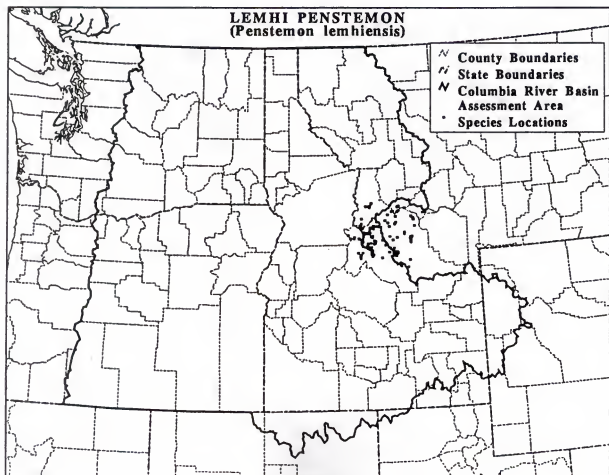 LEMHI PENSTEMON
(Penstemon lemhiensis)
County Boundaries
State Boundaries
Columbia River Basin
Assessment Area
Species Locations